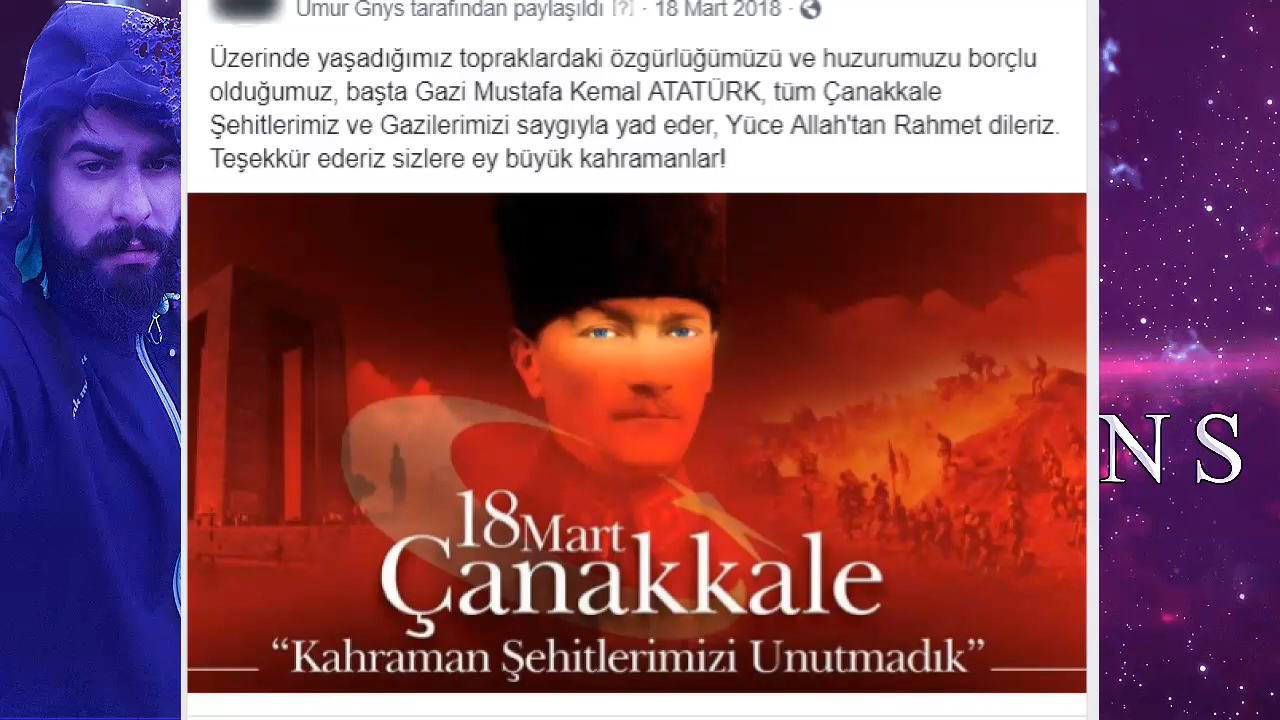 Umur Gnys tarafından paylaşıldı [?] · 18 Mart 2018 ·
Üzerinde yaşadığımız topraklardaki özgürlüğümüzü ve huzurumuzu borçlu
olduğumuz, başta Gazi Mustafa Kemal ATATÜRK, tüm Çanakkale
Şehitlerimiz ve Gazilerimizi saygıyla yad eder, Yüce Allah'tan Rahmet dileriz.
Teşekkür ederiz sizlere ey büyük kahramanlar!
18 Mart
Çanakkale
“Kahraman Şehitlerimizi Unutmadık”
NS